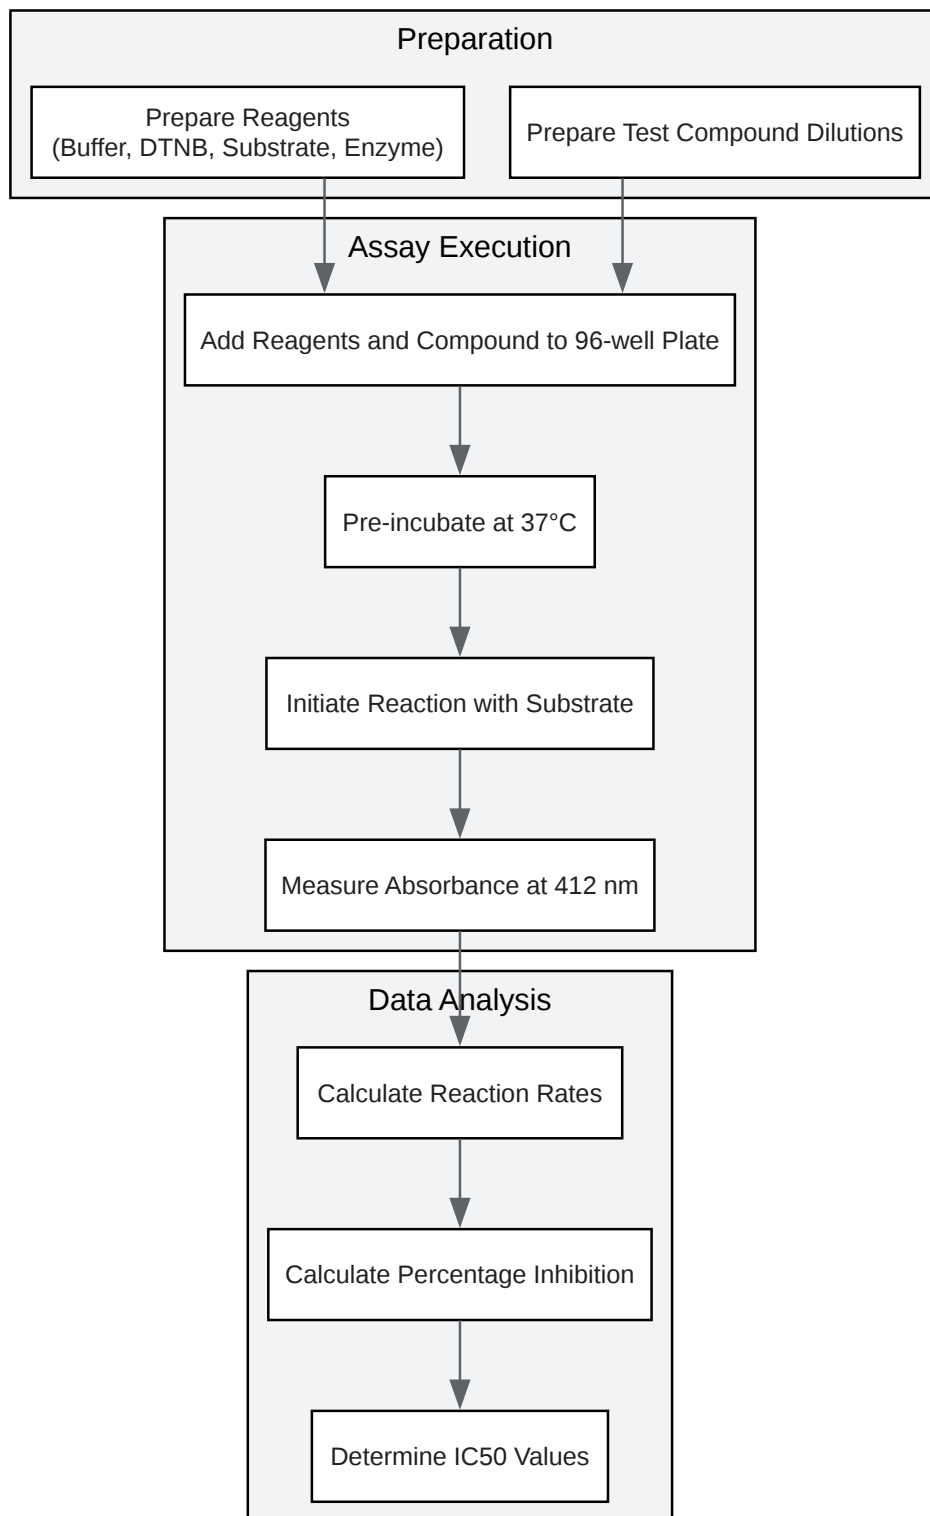 Preparation
Prepare Reagents
(Buffer, DTNB, Substrate, Enzyme)
Prepare Test Compound Dilutions
Assay Execution
Add Reagents and Compound to 96-well Plate
Pre-incubate at 37°C
Initiate Reaction with Substrate
Measure Absorbance at 412 nm
Data Analysis
Calculate Reaction Rates
Calculate Percentage Inhibition
Determine IC50 Values